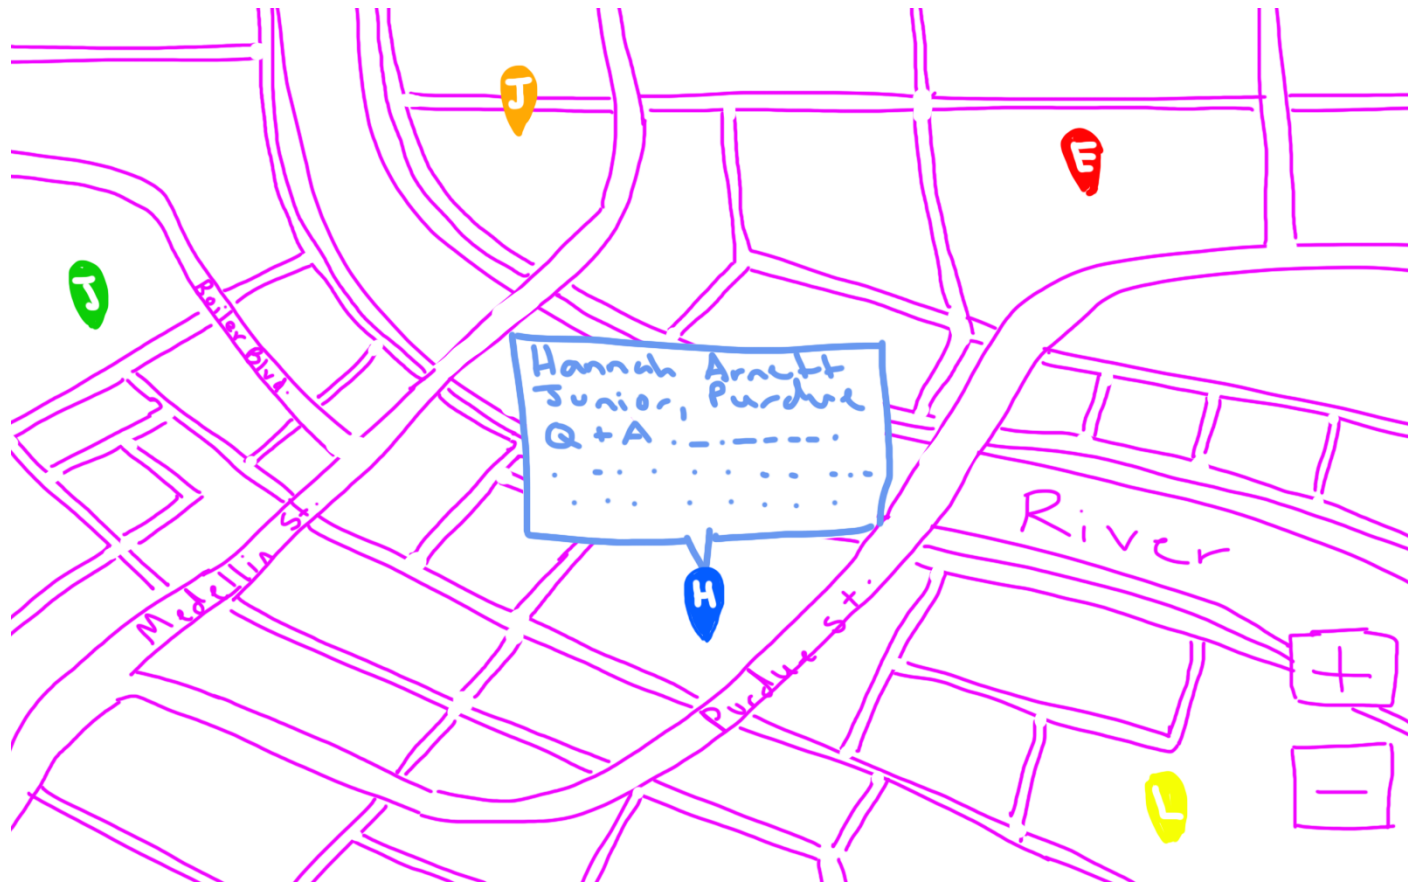 J
E
J
Beiler Blvd.
Hannah Arnett
Junior, Purdue
Q + A
River
Medellin St.
H
Purdue St.
+
L
−